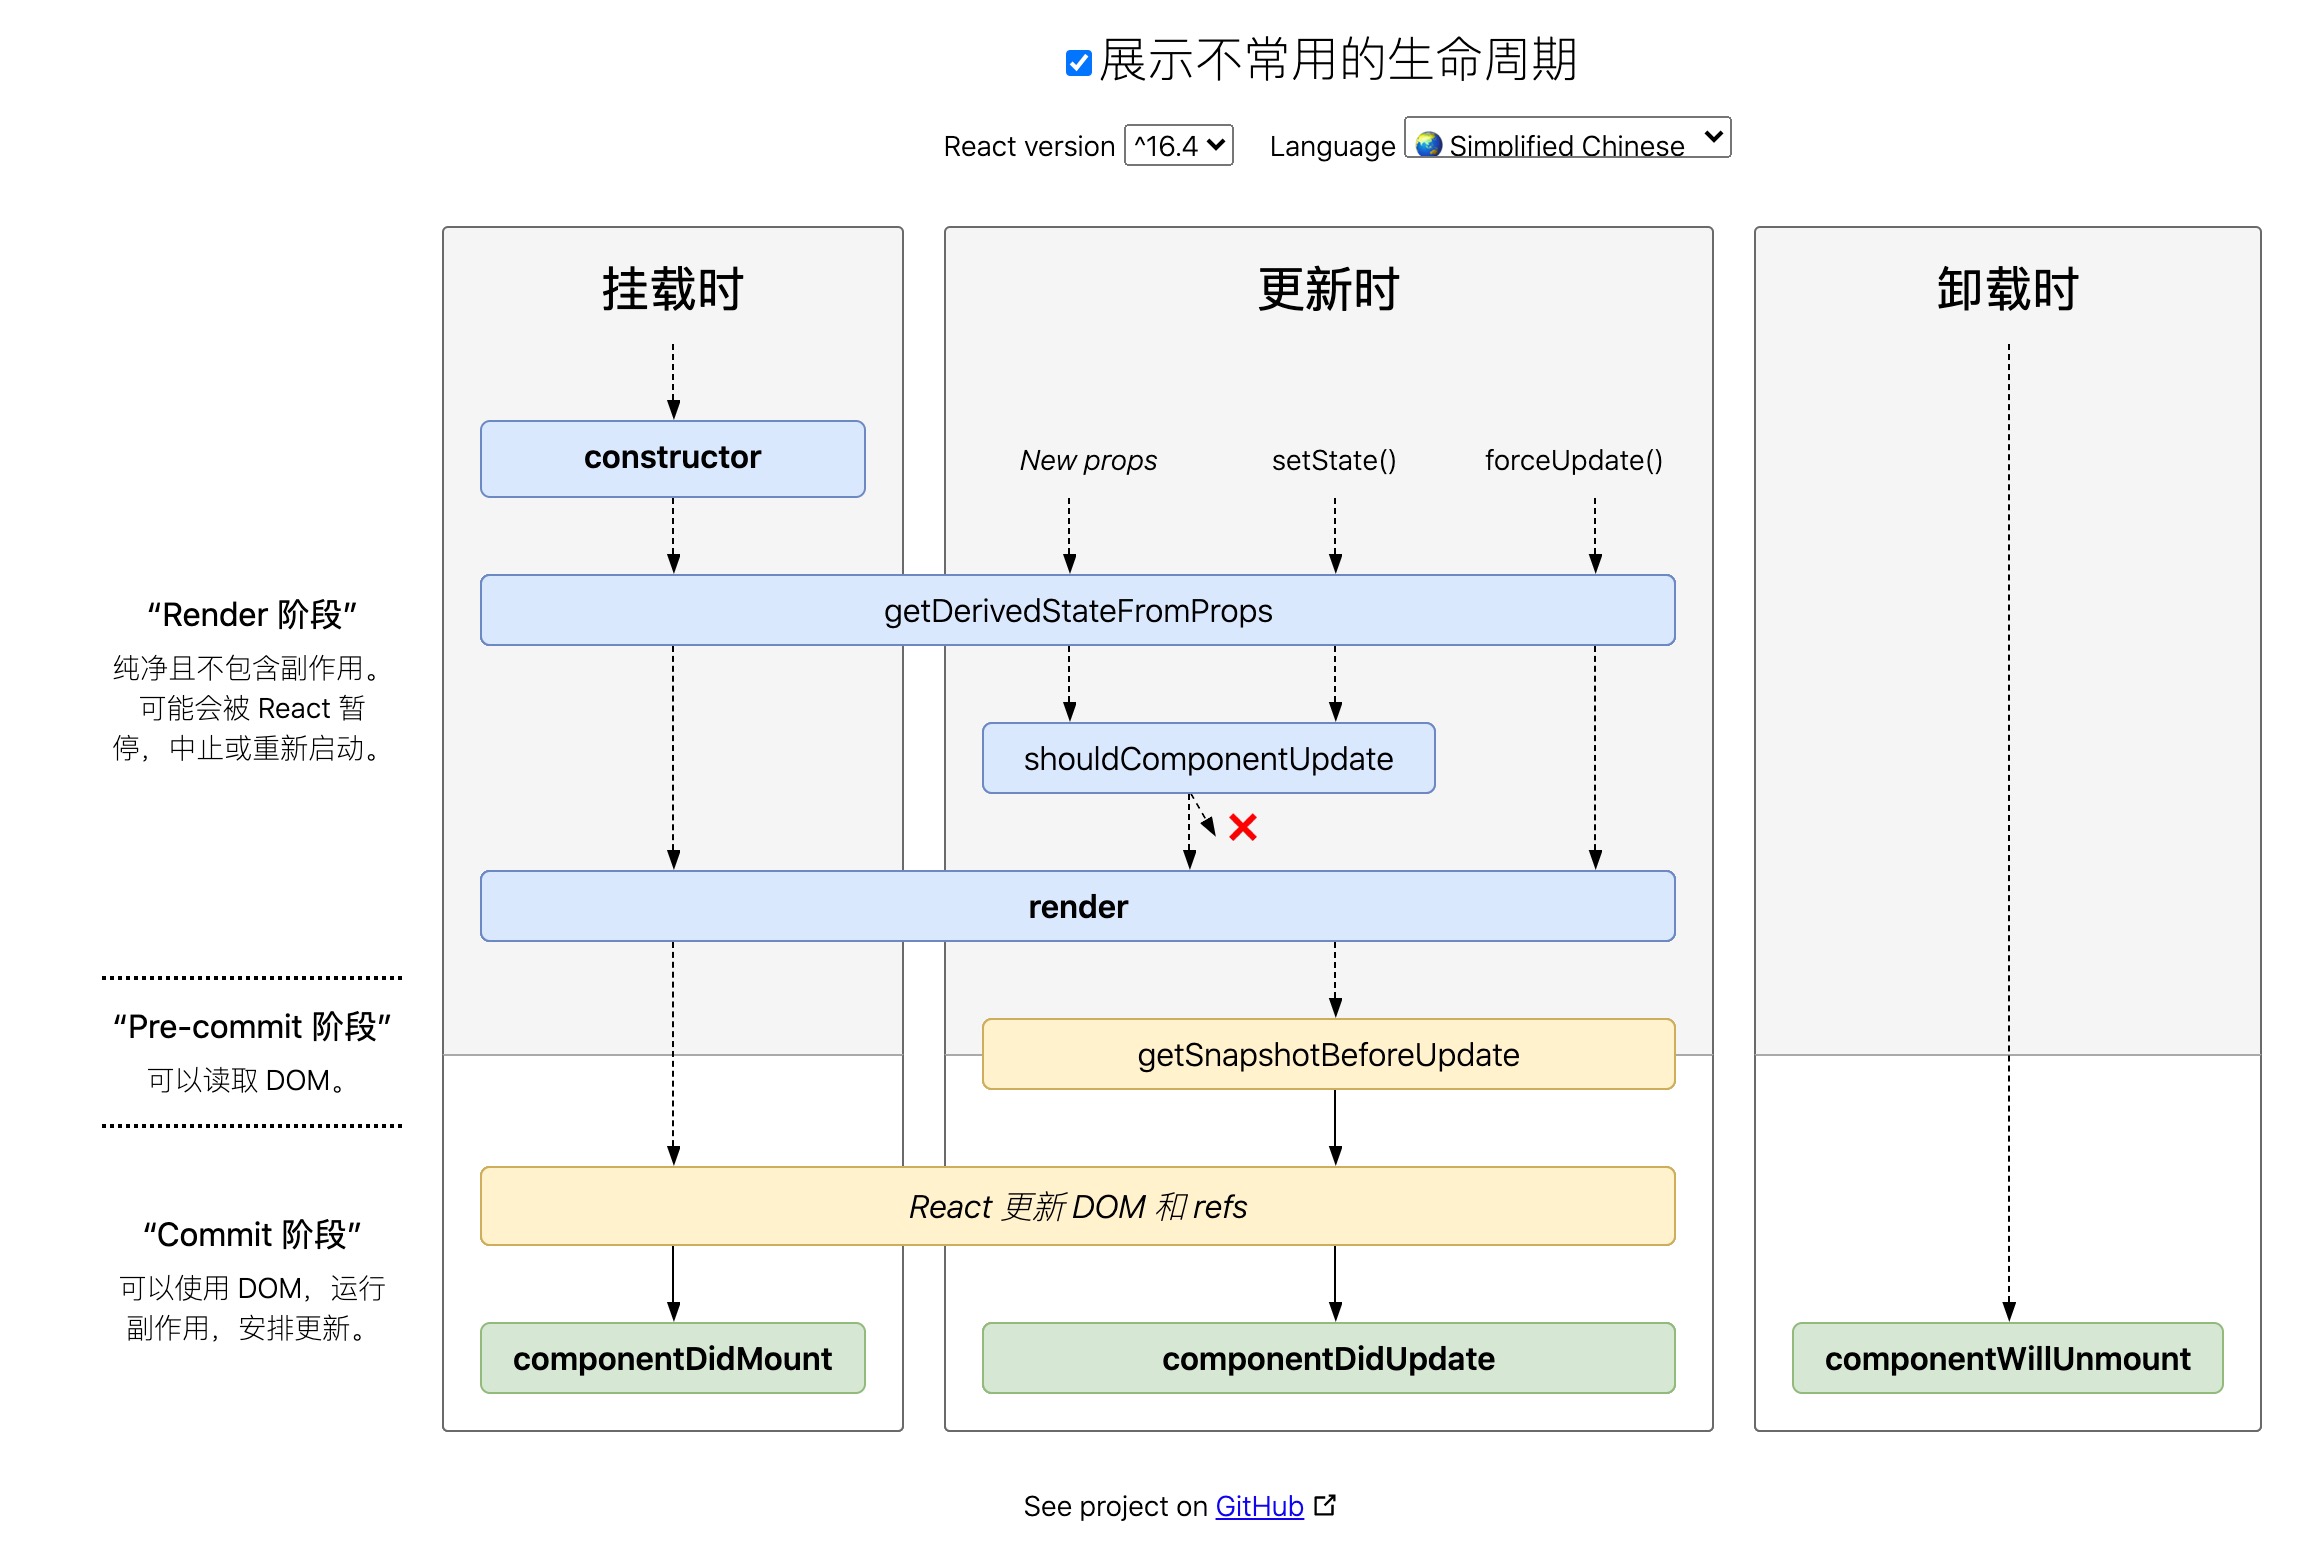 展示不常用的生命周期
React version ^16.4 Language 🌏 Simplified Chinese
挂载时
更新时
卸载时
constructor
New props
setState()
forceUpdate()
“Render 阶段”
纯净且不包含副作用。
可能会被 React 暂
停，中止或重新启动。
getDerivedStateFromProps
shouldComponentUpdate
render
“Pre-commit 阶段”
可以读取 DOM。
getSnapshotBeforeUpdate
“Commit 阶段”
可以使用 DOM，运行
副作用，安排更新。
React 更新 DOM 和 refs
componentDidMount
componentDidUpdate
componentWillUnmount
See project on GitHub